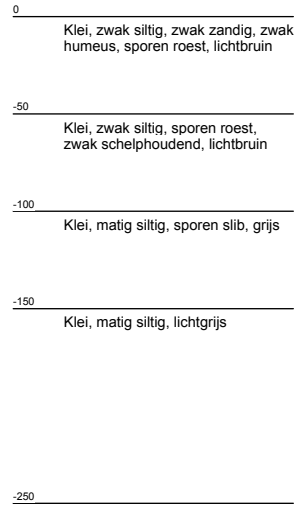 0
Klei, zwak siltig, zwak zandig, zwak
humeus, sporen roest, lichtbruin
-50
Klei, zwak siltig, sporen roest,
zwak schelphoudend, lichtbruin
-100
Klei, matig siltig, sporen slib, grijs
-150
Klei, matig siltig, lichtgrijs
-250